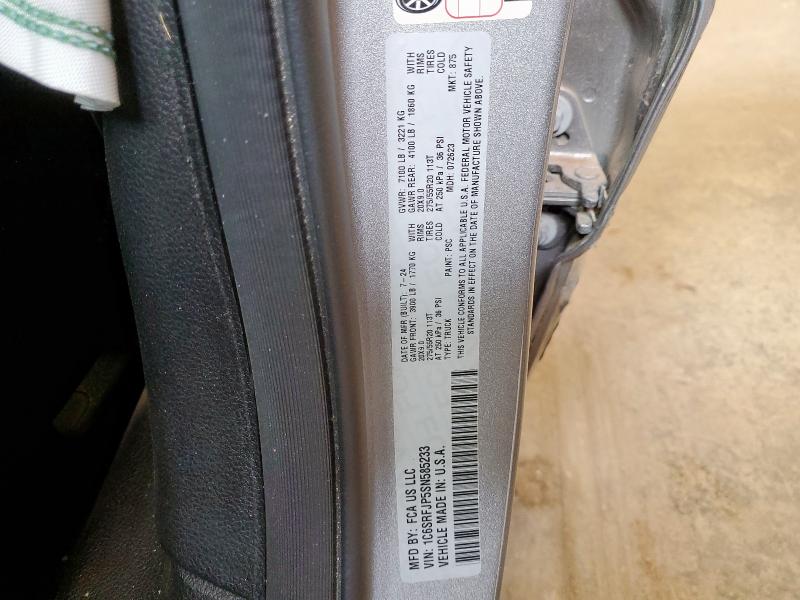 MFD BY: FCA US LLC
VIN: 1C6SRFJP5SN585233
VEHICLE MADE IN: U.S.A.
DATE OF MFR (BUILT): 7-24
GVWR: 7100 LB / 3221 KG
GAWR FRONT: 3900 LB / 1770 KG WITH
GAWR REAR: 4100 LB / 1860 KG WITH
20X9.0 RIMS
20X9.0 RIMS
275/55R20 113T TIRES
275/55R20 113T TIRES
AT 250 kPa / 36 PSI COLD
AT 250 kPa / 36 PSI COLD
TYPE: TRUCK PAINT: PSC MDH: 072623 MKT: 875
THIS VEHICLE CONFORMS TO ALL APPLICABLE U.S.A. FEDERAL MOTOR VEHICLE SAFETY
STANDARDS IN EFFECT ON THE DATE OF MANUFACTURE SHOWN ABOVE.